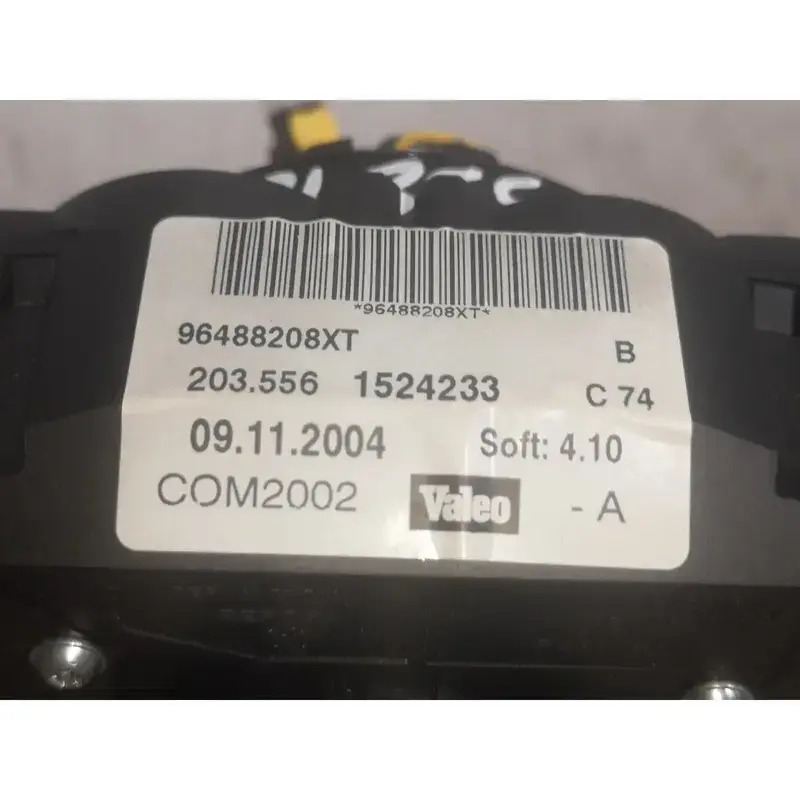 *96488208XT*
96488208XT B
203.556 1524233 C 74
09.11.2004 Soft: 4.10
COM2002 Valeo - A